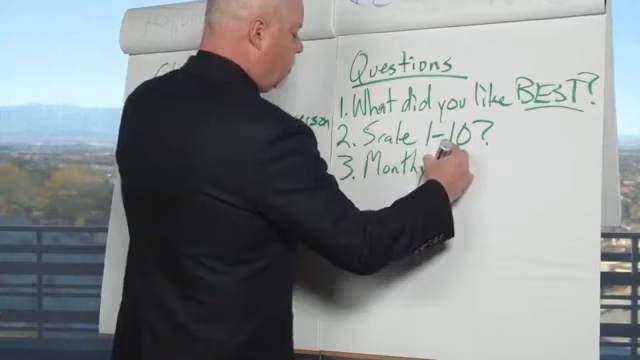 Questions
1. What did you like BEST?
2. Scale 1-10?
3. Month